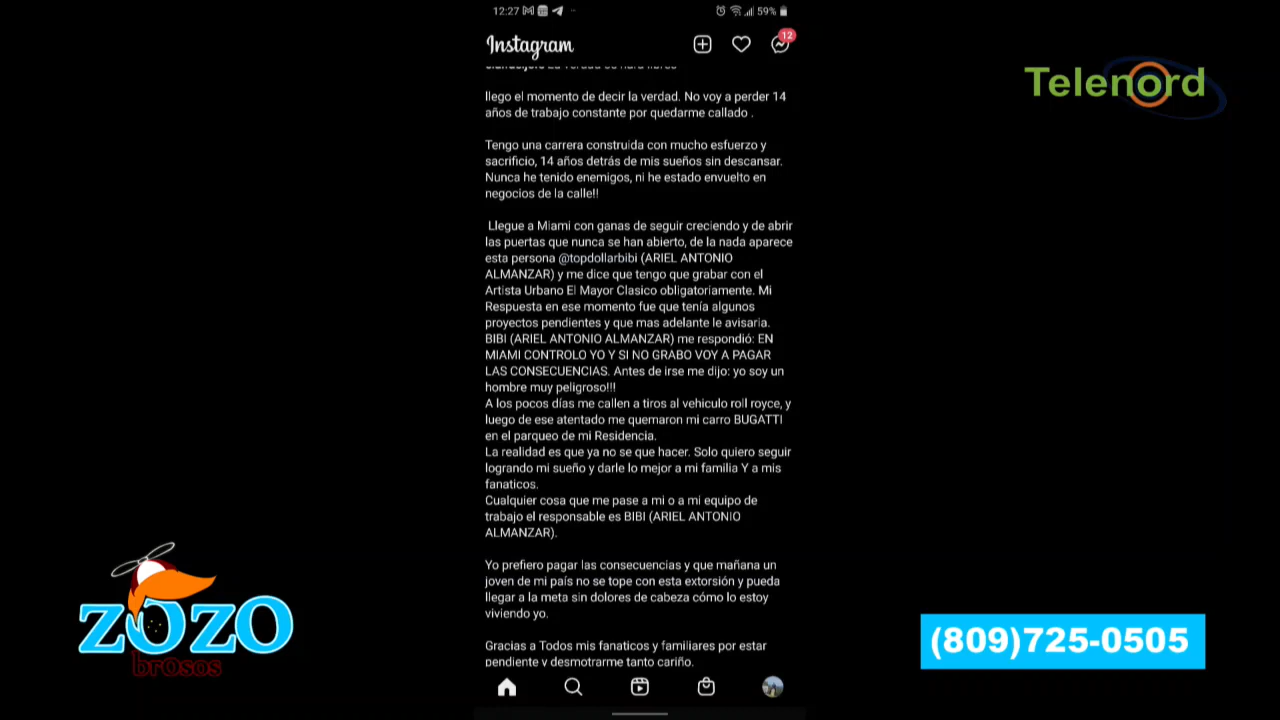 12:27
59%
Instagram
12
Telenord
llego el momento de decir la verdad. No voy a perder 14
años de trabajo constante por quedarme callado .
Tengo una carrera construida con mucho esfuerzo y
sacrificio, 14 años detrás de mis sueños sin descansar.
Nunca he tenido enemigos, ni he estado envuelto en
negocios de la calle!!
Llegue a Miami con ganas de seguir creciendo y de abrir
las puertas que nunca se han abierto, de la nada aparece
esta persona @topdollarbibi (ARIEL ANTONIO
ALMANZAR) y me dice que tengo que grabar con el
Artista Urbano El Mayor Clasico obligatoriamente. Mi
Respuesta en ese momento fue que tenía algunos
proyectos pendientes y que mas adelante le avisaria.
BIBI (ARIEL ANTONIO ALMANZAR) me respondió: EN
MIAMI CONTROLO YO Y SI NO GRABO VOY A PAGAR
LAS CONSECUENCIAS. Antes de irse me dijo: yo soy un
hombre muy peligroso!!!
A los pocos días me callen a tiros al vehiculo roll royce, y
luego de ese atentado me quemaron mi carro BUGATTI
en el parqueo de mi Residencia.
La realidad es que ya no se que hacer. Solo quiero seguir
logrando mi sueño y darle lo mejor a mi familia Y a mis
fanaticos.
Cualquier cosa que me pase a mi o a mi equipo de
trabajo el responsable es BIBI (ARIEL ANTONIO
ALMANZAR).
Yo prefiero pagar las consecuencias y que mañana un
joven de mi país no se tope con esta extorsión y pueda
llegar a la meta sin dolores de cabeza cómo lo estoy
viviendo yo.
Gracias a Todos mis fanaticos y familiares por estar
pendiente y desmotrarme tanto cariño.
zozo
brosos
(809)725-0505